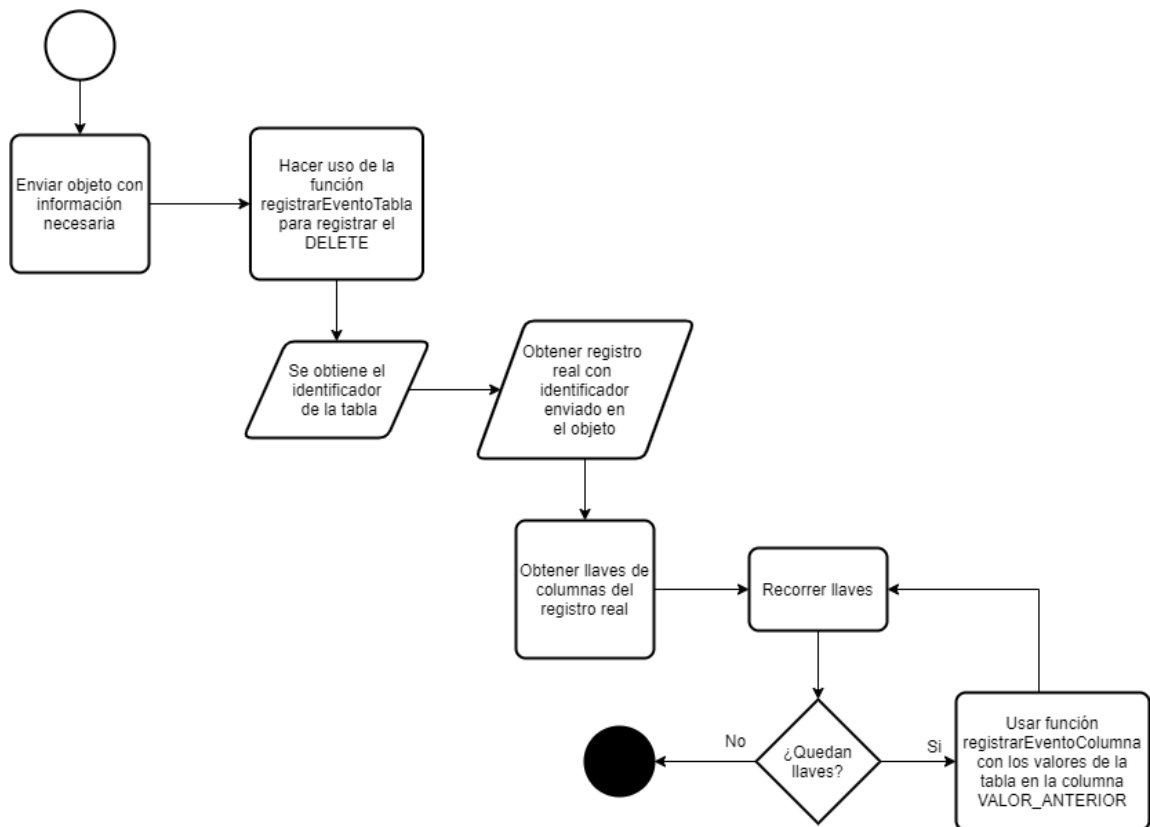 Enviar objeto con
información
necesaria
Hacer uso de la
función
registrarEventoTabla
para registrar el
DELETE
Se obtiene el
identificador
de la tabla
Obtener registro
real con
identificador
enviado en
el objeto
Obtener llaves de
columnas del
registro real
Recorrer llaves
¿Quedan
llaves?
No
Si
Usar función
registrarEventoColumna
con los valores de la
tabla en la columna
VALOR_ANTERIOR